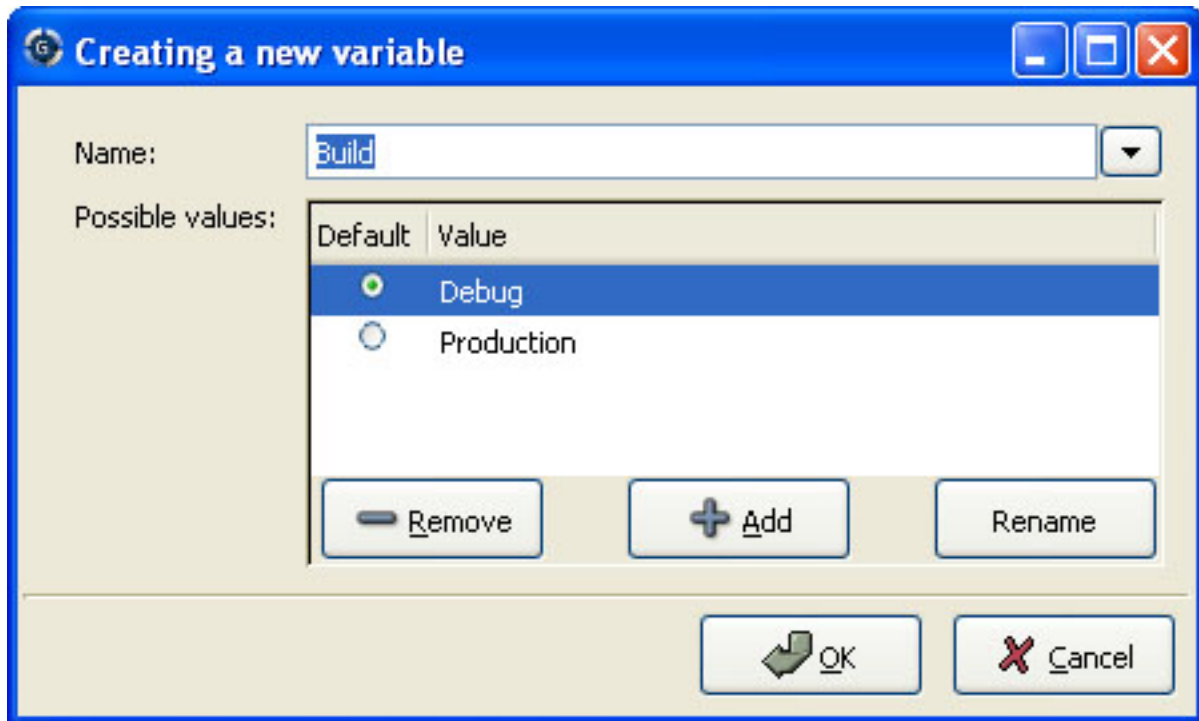 Creating a new variable
Name: Build
Possible values:
Default Value
Debug
Production
Remove Add Rename
OK Cancel